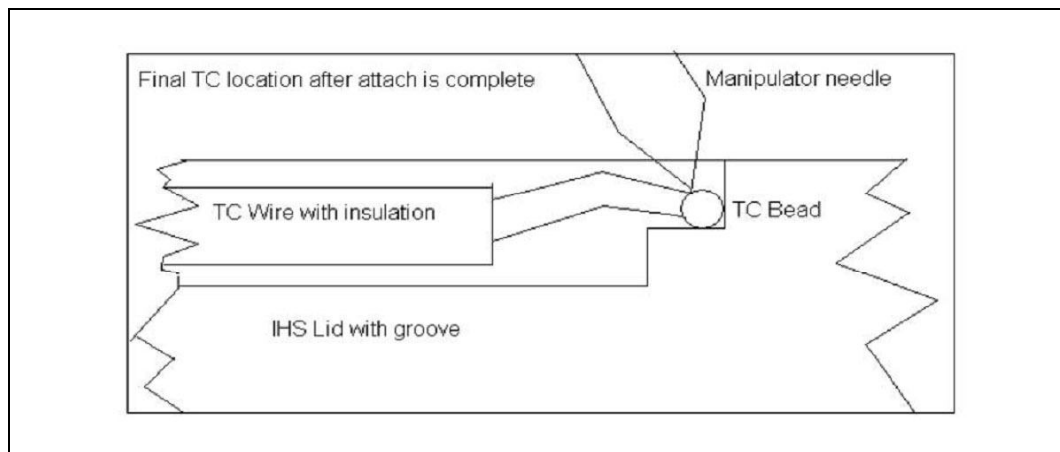 Final TC location after attach is complete
Manipulator needle
TC Wire with insulation
TC Bead
IHS Lid with groove